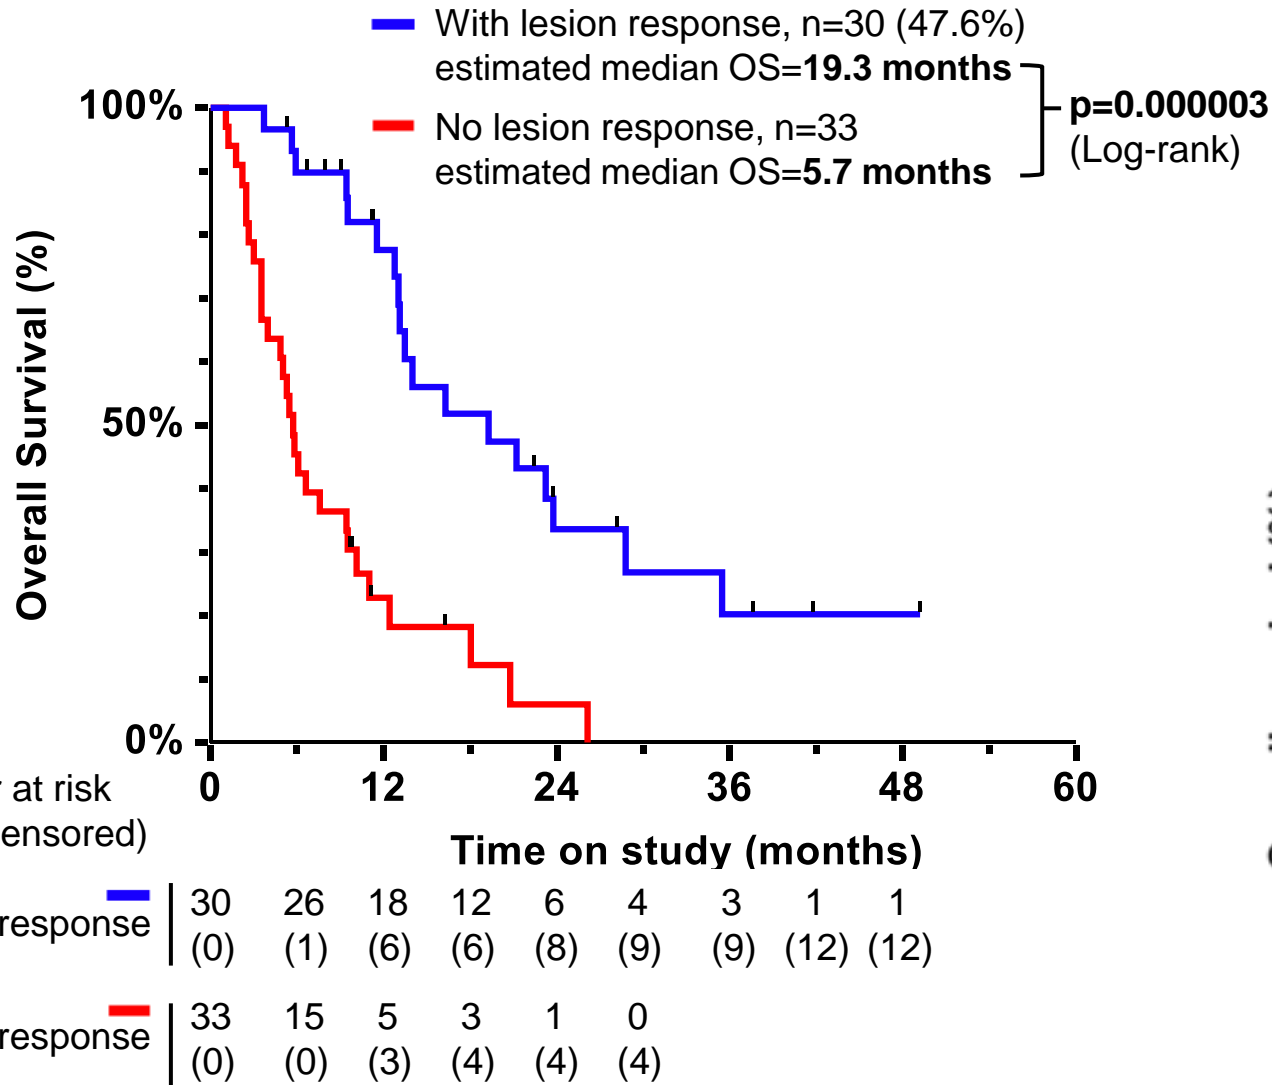 With lesion response, n=30 (47.6%)
estimated median OS=19.3 months
No lesion response, n=33
estimated median OS=5.7 months
p=0.000003
(Log-rank)
100%
50%
0%
Overall Survival (%)
0 12 24 36 48 60
Time on study (months)
at risk
ensored)
response
30 26 18 12 6 4 3 1 1
(0) (1) (6) (6) (8) (9) (9) (12) (12)
response
33 15 5 3 1 0
(0) (0) (3) (4) (4) (4)